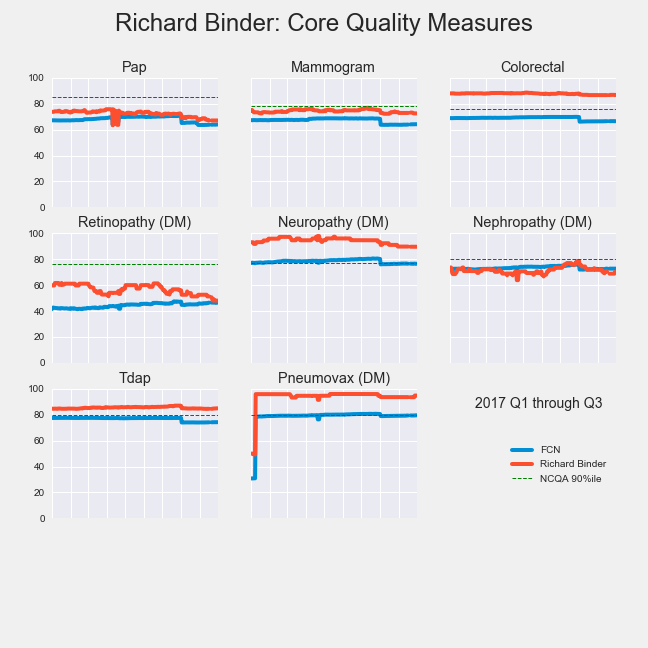 Richard Binder: Core Quality Measures
Pap
Mammogram
Colorectal
100
80
60
40
20
0
Retinopathy (DM)
Neuropathy (DM)
Nephropathy (DM)
100
80
60
40
20
0
Tdap
Pneumovax (DM)
100
80
60
40
20
0
2017 Q1 through Q3
FCN
Richard Binder
NCQA 90%ile